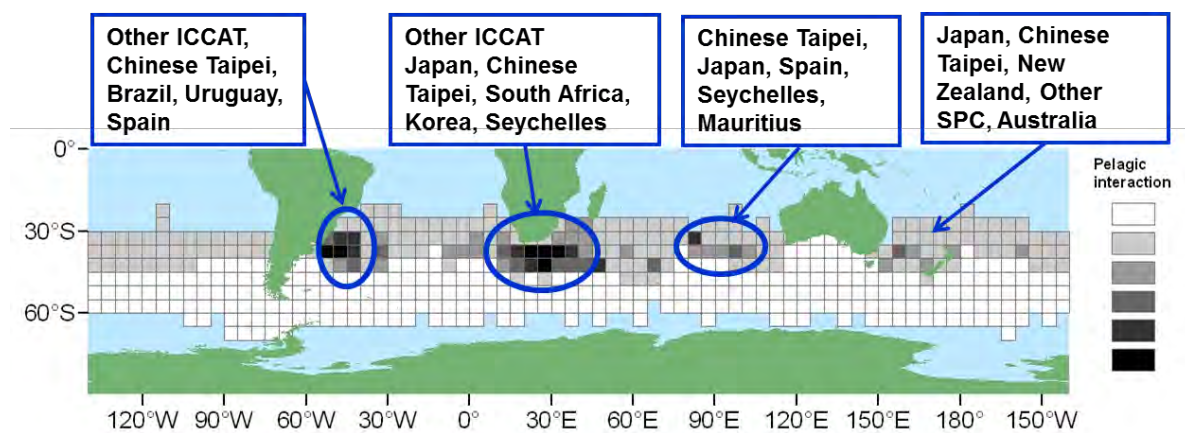 Other ICCAT,
Chinese Taipei,
Brazil, Uruguay,
Spain
Other ICCAT
Japan, Chinese
Taipei, South Africa,
Korea, Seychelles
Chinese Taipei,
Japan, Spain,
Seychelles,
Mauritius
Japan, Chinese
Taipei, New
Zealand, Other
SPC, Australia
Pelagic
interaction
0°
30°S
60°S
120°W 90°W 60°W 30°W 0° 30°E 60°E 90°E 120°E 150°E 180° 150°W